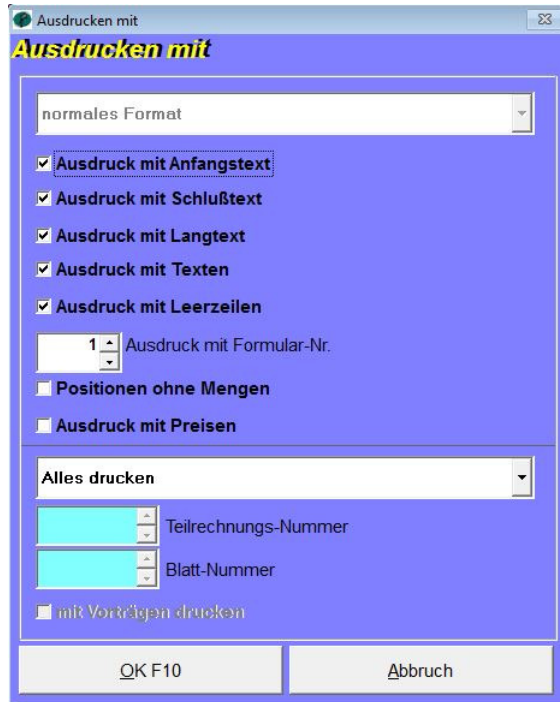 Ausdrucken mit
Ausdrucken mit
normales Format
Ausdruck mit Anfangstext
Ausdruck mit Schlußtext
Ausdruck mit Langtext
Ausdruck mit Texten
Ausdruck mit Leerzeilen
1 Ausdruck mit Formular-Nr.
Positionen ohne Mengen
Ausdruck mit Preisen
Alles drucken
Teilrechnungs-Nummer
Blatt-Nummer
mit Vorträgen drucken
OK F10 Abbruch